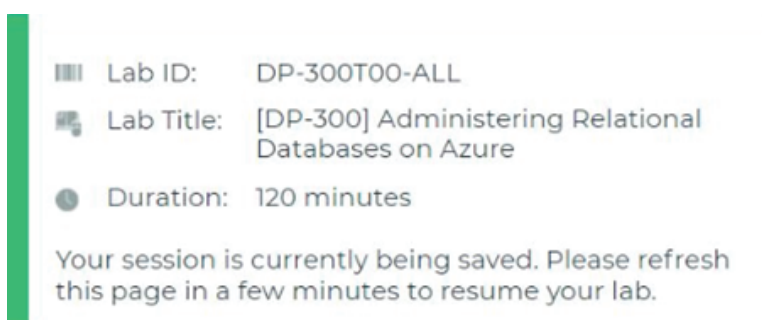 Lab ID: DP-300T00-ALL
Lab Title: [DP-300] Administering Relational
Databases on Azure
Duration: 120 minutes
Your session is currently being saved. Please refresh
this page in a few minutes to resume your lab.